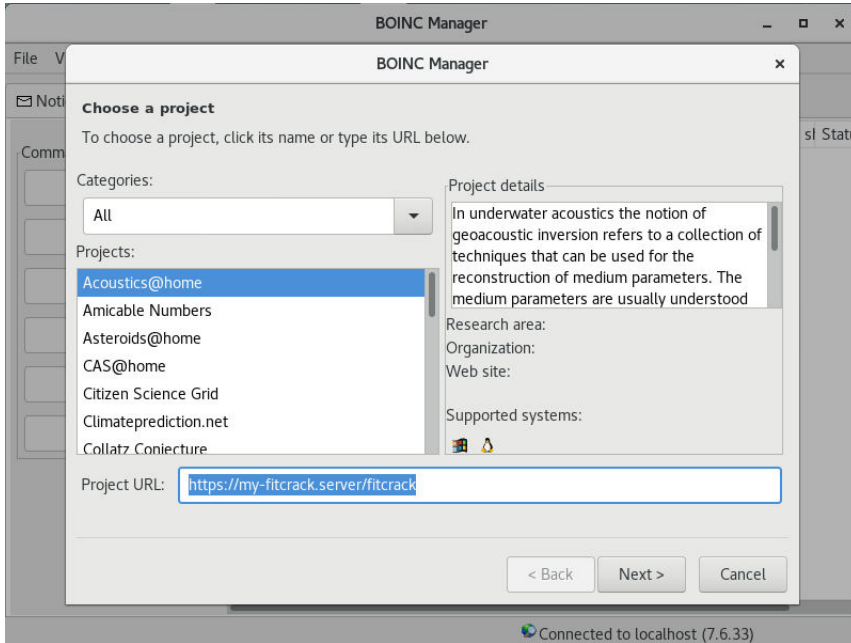 BOINC Manager
File V
BOINC Manager
Noti
Choose a project
To choose a project, click its name or type its URL below.
sl Stat
Comm
Categories:
All
Projects:
Acoustics@home
Amicable Numbers
Asteroids@home
CAS@home
Citizen Science Grid
Climateprediction.net
Collatz Conjecture
Project details
In underwater acoustics the notion of
geoacoustic inversion refers to a collection of
techniques that can be used for the
reconstruction of medium parameters. The
medium parameters are usually understood
Research area:
Organization:
Web site:
Supported systems:
Project URL: https://my-fitcrack.server/fitcrack
< Back Next > Cancel
Connected to localhost (7.6.33)